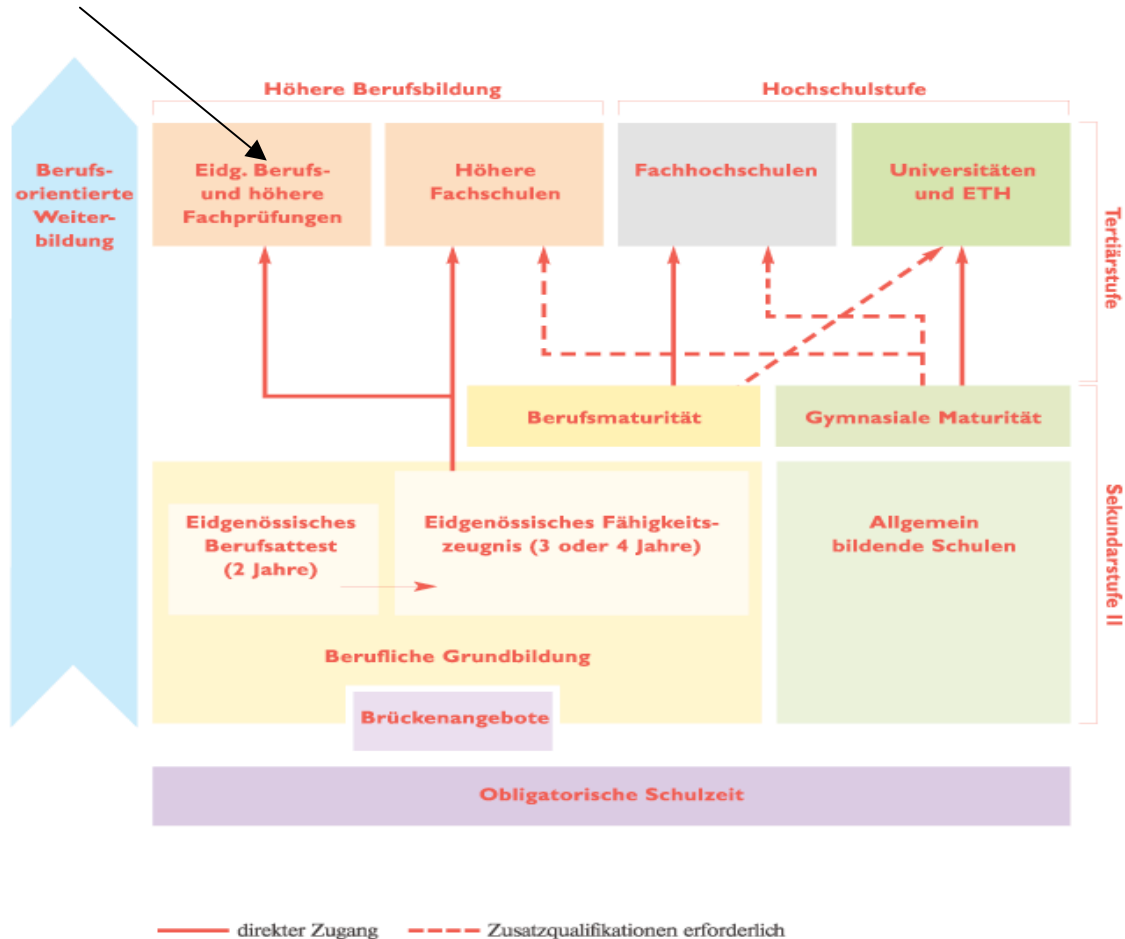 Höhere Berufsbildung
Hochschulstufe
Berufs-
orientierte
Weiter-
bildung
Eidg. Berufs-
und höhere
Fachprüfungen
Höhere
Fachschulen
Fachhochschulen
Universitäten
und ETH
Tertiärstufe
Berufsmaturität
Gymnasiale Maturität
Eidgenössisches
Berufsattest
(2 Jahre)
Eidgenössisches Fähigkeits-
zeugnis (3 oder 4 Jahre)
Allgemein
bildende Schulen
Sekundarstufe II
Berufliche Grundbildung
Brückenangebote
Obligatorische Schulzeit
direkter Zugang
Zusatzqualifikationen erforderlich